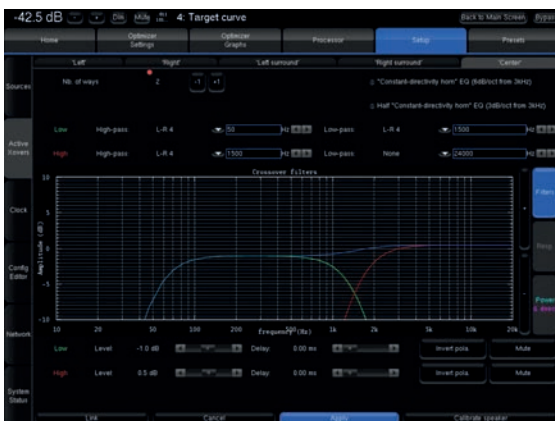 -42.5 dB - + Dim Mute 4: Target curve Back to Main Screen Bypass
Home Optimizer Settings Optimizer Graphs Processor Setup Presets
'Left' 'Right' 'Left surround' 'Right surround' 'Center'
Sources
Nb. of ways 2 -1 +1
"Constant-directivity horn" EQ (6dB/oct from 3kHz)
Half "Constant-directivity horn" EQ (3dB/oct from 3kHz)
Active Xovers
Low High-pass L-R 4 50 Hz Low-pass L-R 4 1500 Hz
High High-pass L-R 4 1500 Hz Low-pass None 24000 Hz
Crossover filters
Amplitude (dB)
10
5
0
-5
-10
10 20 50 100 200 500 1k 2k 5k 10k 20k
Frequency (Hz)
Clock
Config Editor
Network
System Status
Filters
Power
Low Level -1.0 dB Delay 0.00 ms Invert pola. Mute
High Level 0.5 dB Delay 0.00 ms Invert pola. Mute
Link Cancel Apply Calibrate speaker